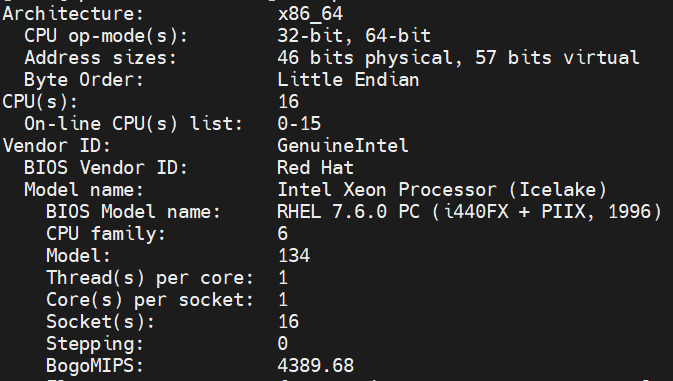 Architecture: x86_64
CPU op-mode(s): 32-bit, 64-bit
Address sizes: 46 bits physical, 57 bits virtual
Byte Order: Little Endian
CPU(s): 16
On-line CPU(s) list: 0-15
Vendor ID: GenuineIntel
BIOS Vendor ID: Red Hat
Model name: Intel Xeon Processor (Icelake)
BIOS Model name: RHEL 7.6.0 PC (i440FX + PIIX, 1996)
CPU family: 6
Model: 134
Thread(s) per core: 1
Core(s) per socket: 1
Socket(s): 16
Stepping: 0
BogoMIPS: 4389.68